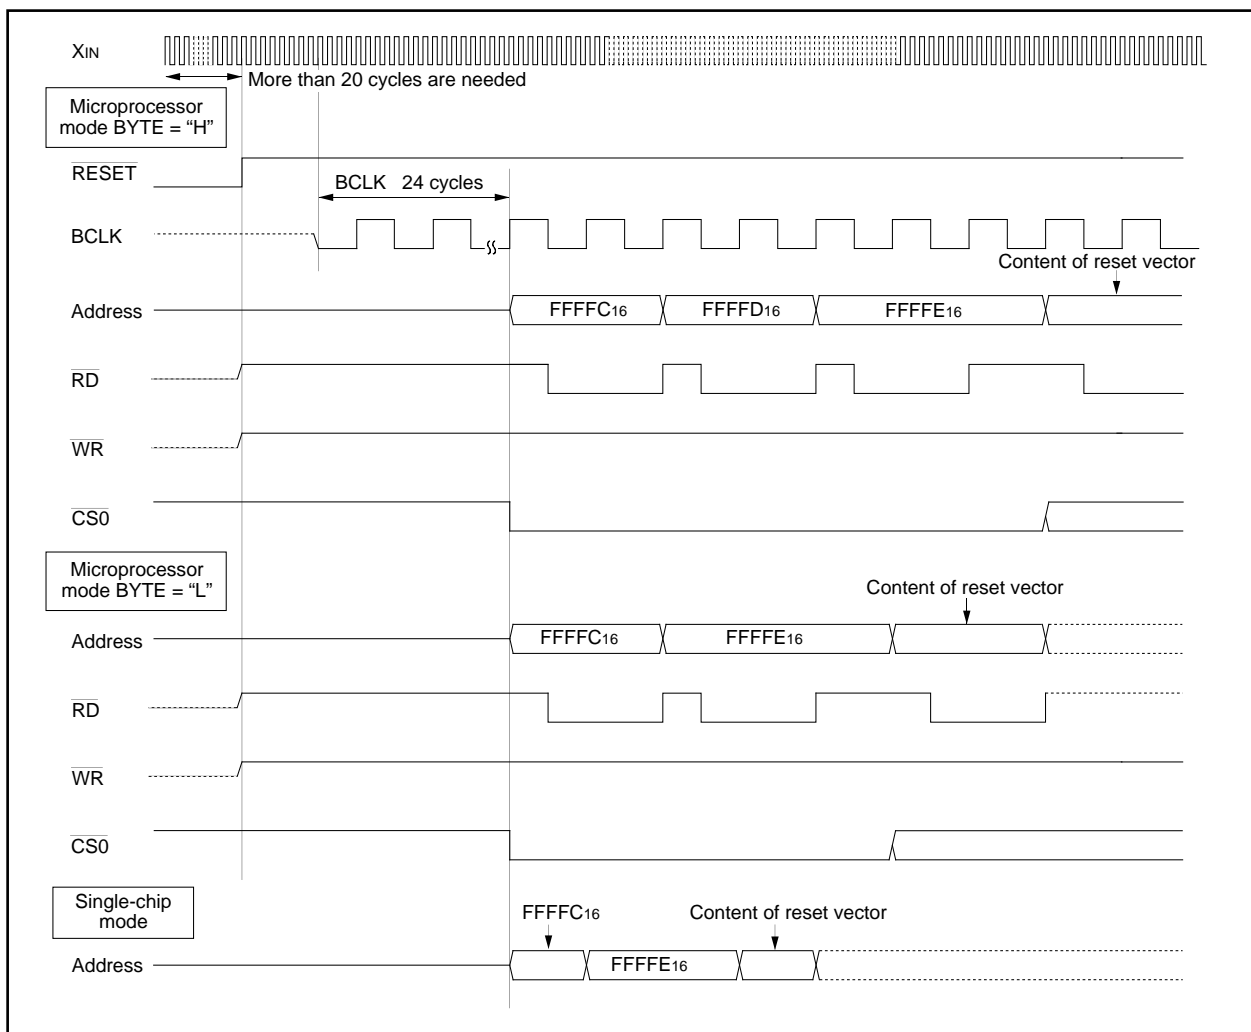 XIN
More than 20 cycles are needed
Microprocessor
mode BYTE = “H”
RESET
BCLK 24 cycles
BCLK
Content of reset vector
Address
FFFFC16
FFFFD16
FFFFE16
RD
WR
CS0
Microprocessor
mode BYTE = “L”
Content of reset vector
Address
FFFFC16
FFFFE16
RD
WR
CS0
Single-chip
mode
FFFFC16
Content of reset vector
Address
FFFFE16